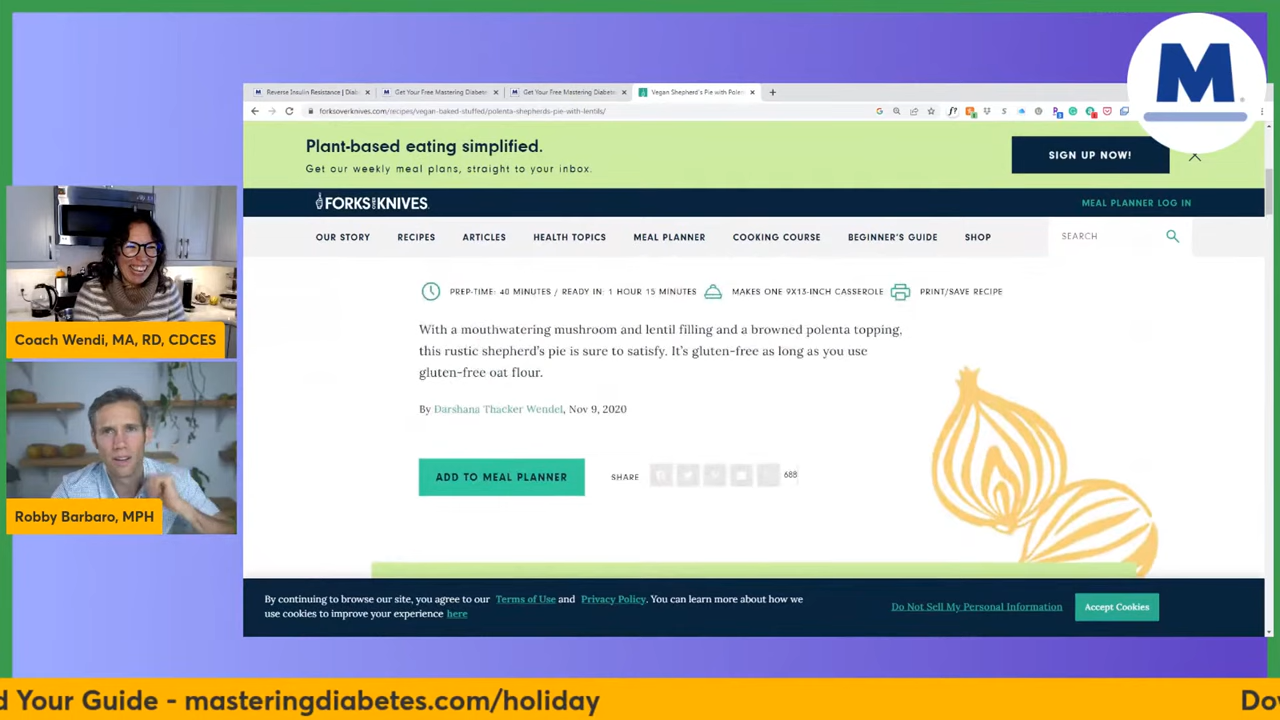 M
Reverse Insulin Resistance | Diab
Get Your Free Mastering Diabetes
Get Your Free Mastering Diabetes
Vegan Shepherd's Pie with Polen
forksoverknives.com/recipes/vegan-baked-stuffed/polenta-shepherds-pie-with-lentils/
Plant-based eating simplified.
Get our weekly meal plans, straight to your inbox.
SIGN UP NOW!
FORKS OVER KNIVES
MEAL PLANNER LOG IN
OUR STORY
RECIPES
ARTICLES
HEALTH TOPICS
MEAL PLANNER
COOKING COURSE
BEGINNER'S GUIDE
SHOP
SEARCH
PREP-TIME: 40 MINUTES / READY IN: 1 HOUR 15 MINUTES
MAKES ONE 9X13-INCH CASSEROLE
PRINT/SAVE RECIPE
With a mouthwatering mushroom and lentil filling and a browned polenta topping,
this rustic shepherd's pie is sure to satisfy. It's gluten-free as long as you use
gluten-free oat flour.
By Darshana Thacker Wendel, Nov 9, 2020
ADD TO MEAL PLANNER
SHARE
688
Coach Wendi, MA, RD, CDCES
Robby Barbaro, MPH
By continuing to browse our site, you agree to our Terms of Use and Privacy Policy. You can learn more about how we
use cookies to improve your experience here
Do Not Sell My Personal Information
Accept Cookies
d Your Guide - masteringdiabetes.com/holiday
Do